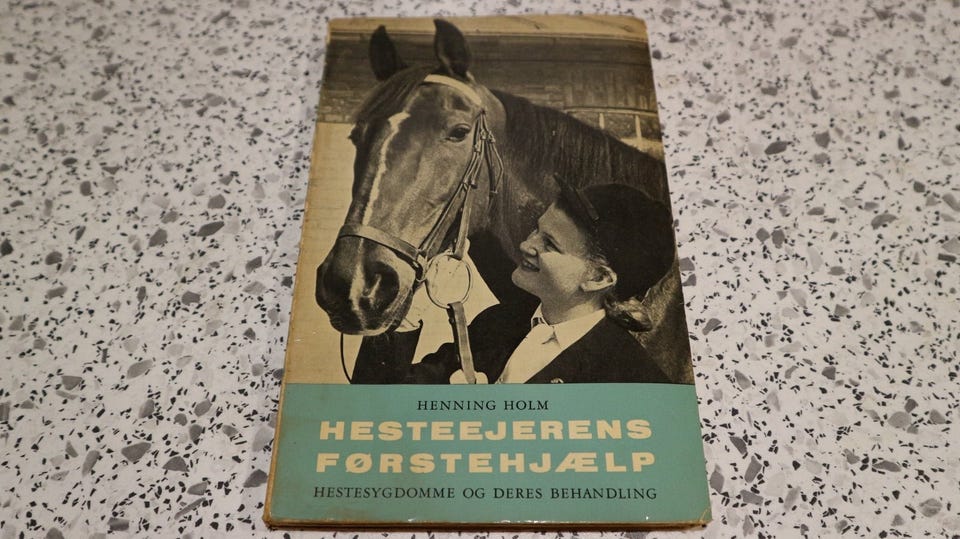 HENNING HOLM
HESTEEJERENS
FØRSTEHJÆLP
HESTESYGDOMME OG DERES BEHANDLING